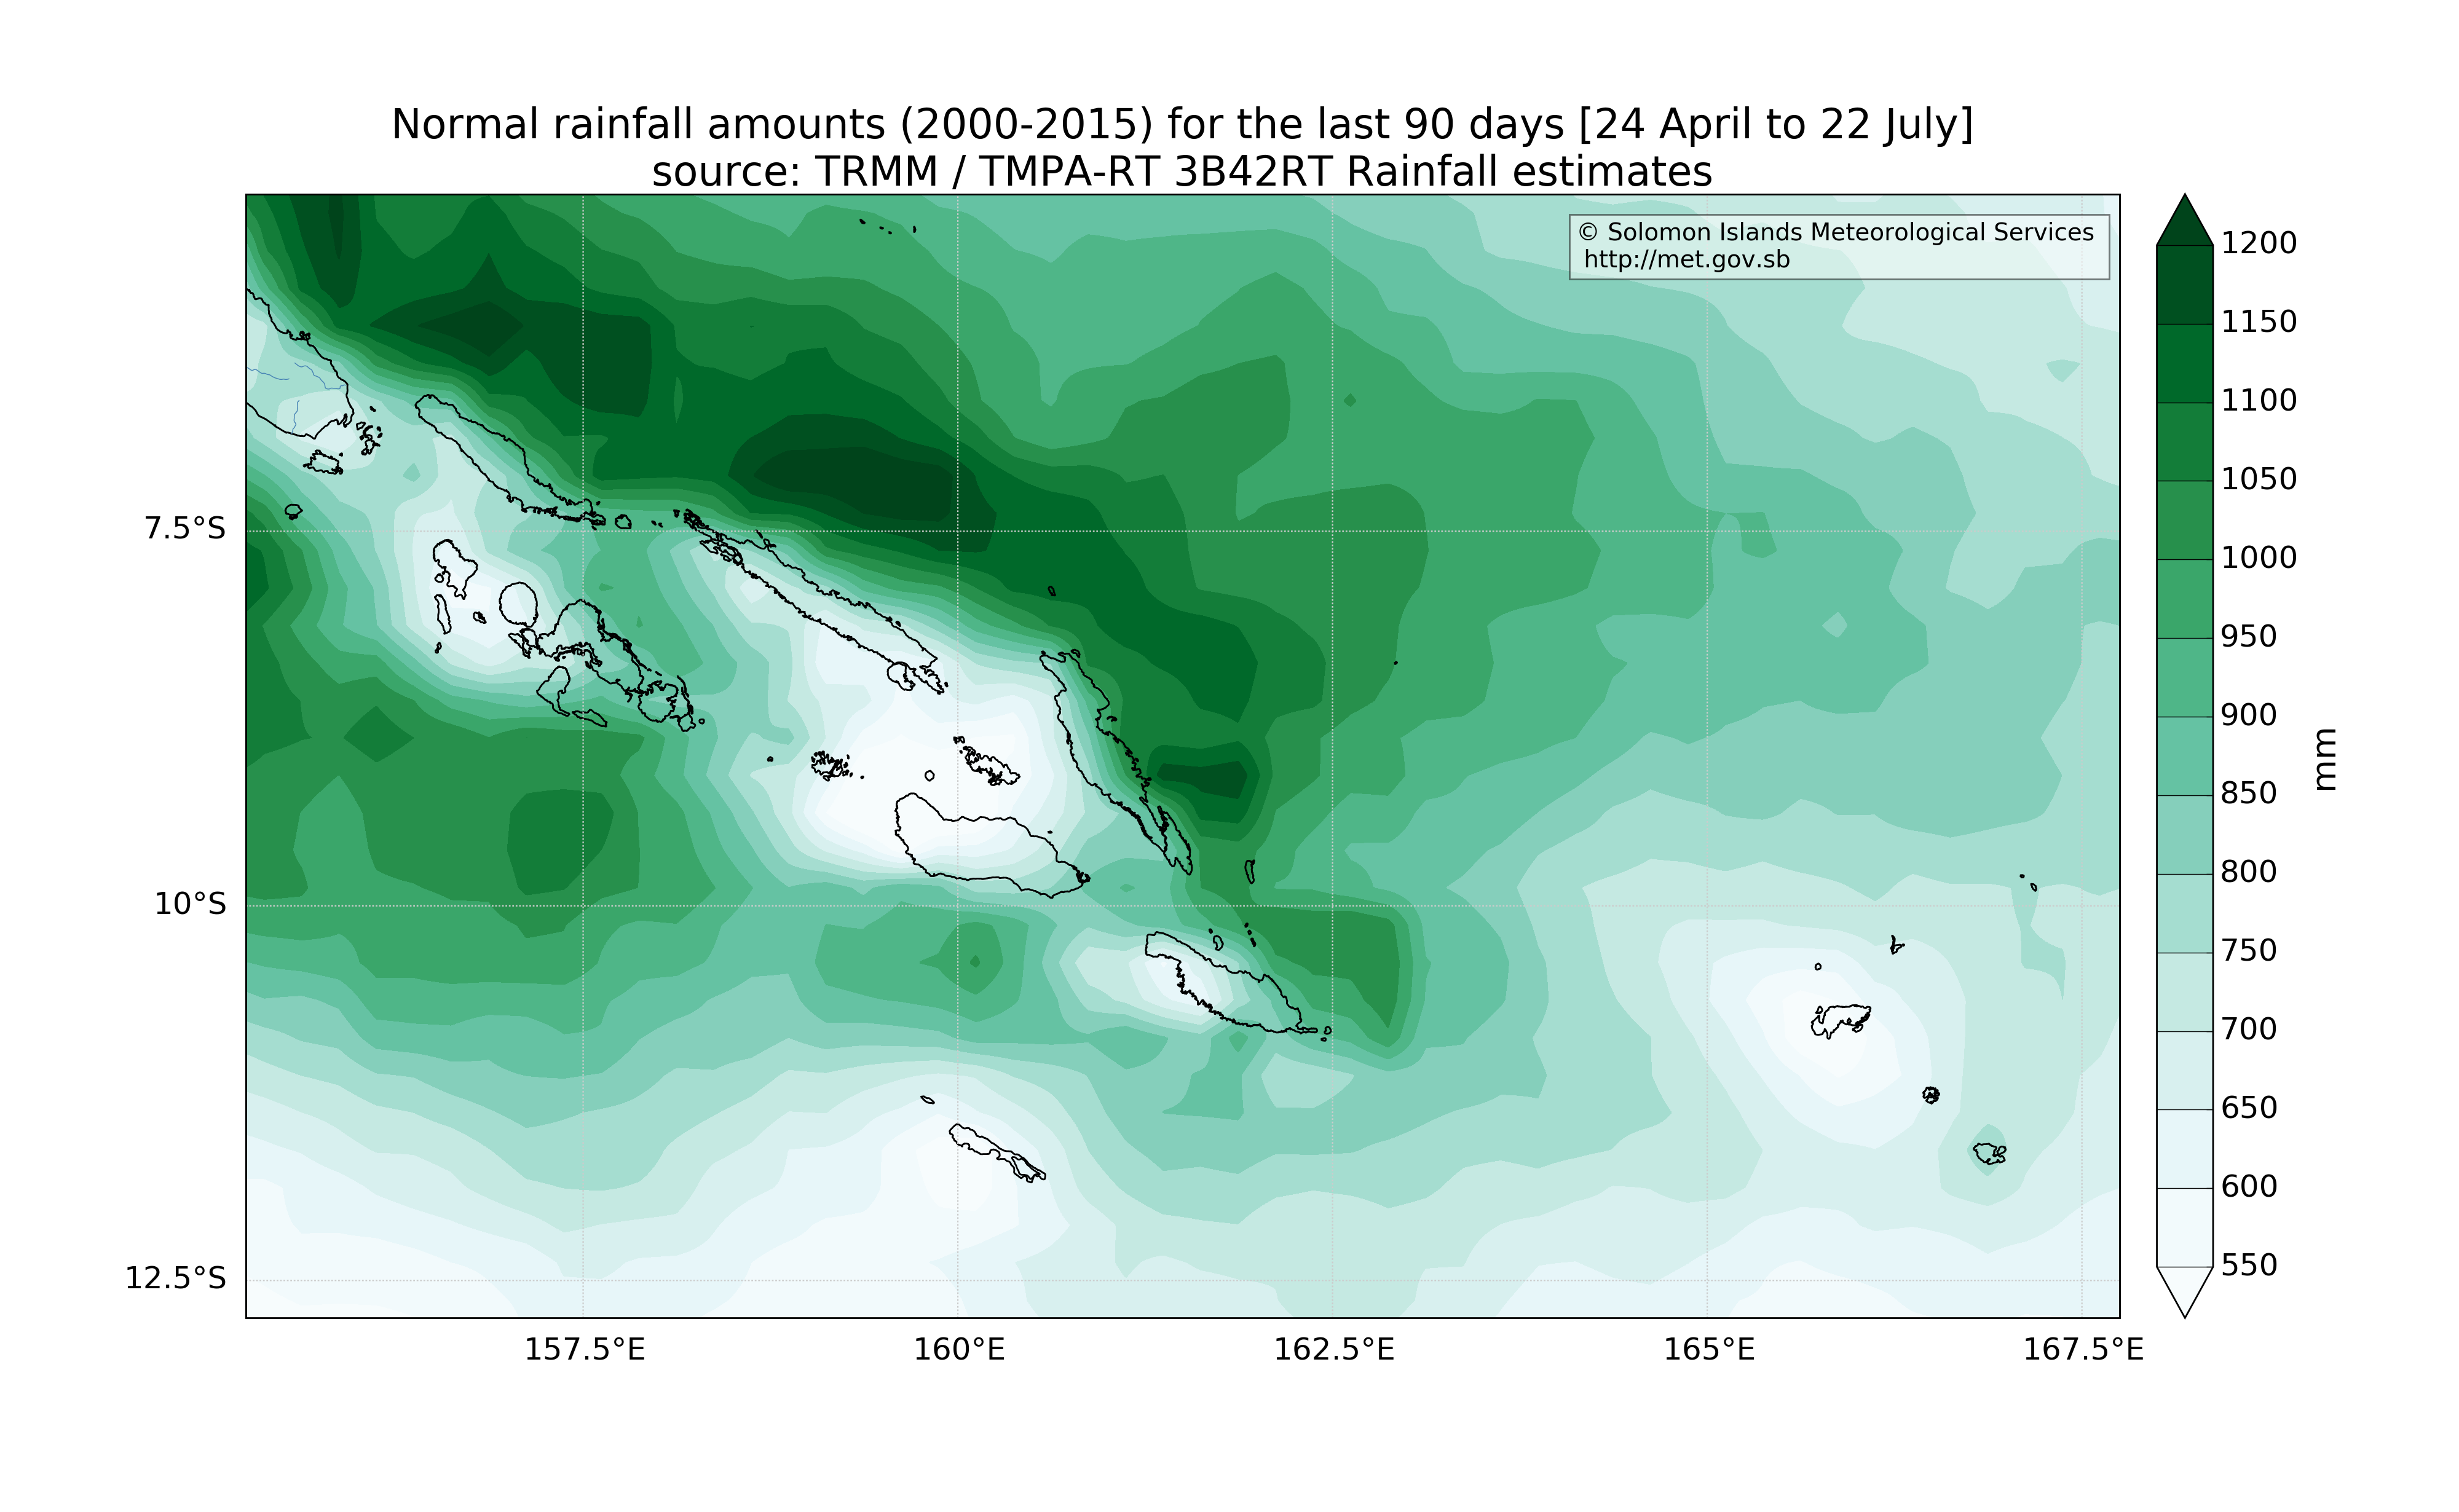 Normal rainfall amounts (2000-2015) for the last 90 days [24 April to 22 July]
source: TRMM / TMPA-RT 3B42RT Rainfall estimates
© Solomon Islands Meteorological Services
http://met.gov.sb
7.5°S
10°S
12.5°S
157.5°E
160°E
162.5°E
165°E
167.5°E
1200
1150
1100
1050
1000
950
900
850
800
750
700
650
600
550
mm